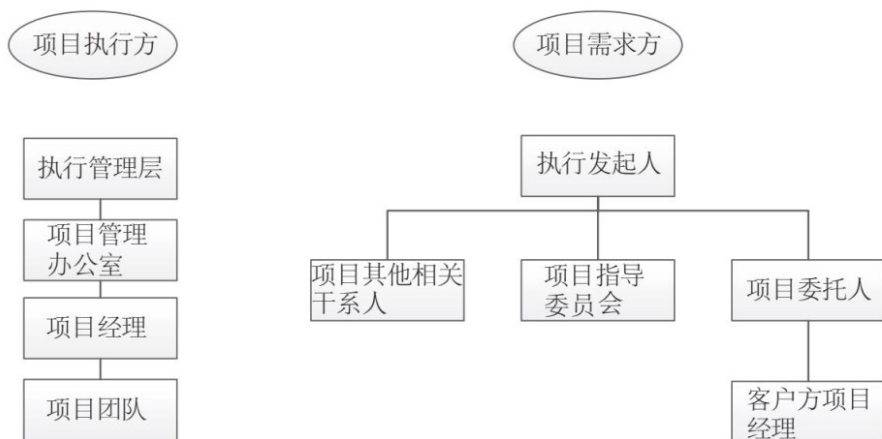 项目执行方
项目需求方
执行管理层
项目管理
办公室
项目经理
项目团队
执行发起人
项目其他相关
干系人
项目指导
委员会
项目委托人
客户方项目
经理